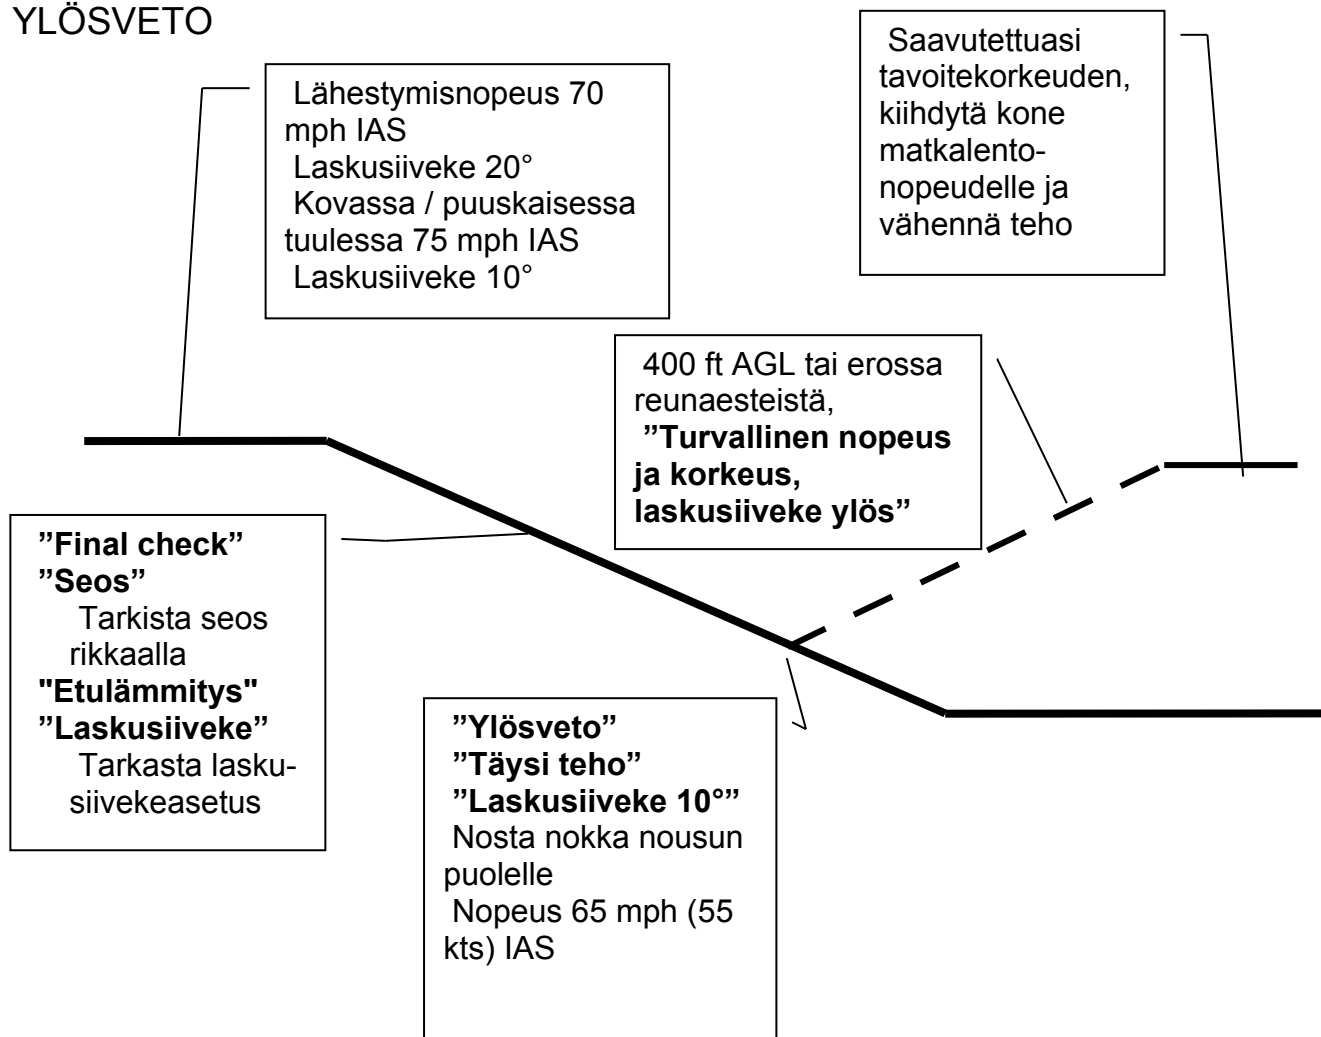 YLÖSVETO
Lähestymisnopeus 70
mph IAS
Laskusiiveke 20°
Kovassa / puuskaisessa
tuulessa 75 mph IAS
Laskusiiveke 10°
Saavutettuasi
tavoitekorkeuden,
kiihdytä kone
matkalento-
nopeudelle ja
vähennä teho
400 ft AGL tai erossa
reunaesteistä,
”Turvallinen nopeus
ja korkeus,
laskusiiveke ylös”
”Final check”
”Seos”
Tarkista seos
rikkaalla
"Etulämmitys"
”Laskusiiveke”
Tarkasta lasku-
siivekeasetus
”Ylösveto”
”Täysi teho”
”Laskusiiveke 10°”
Nosta nokka nousun
puolelle
Nopeus 65 mph (55
kts) IAS